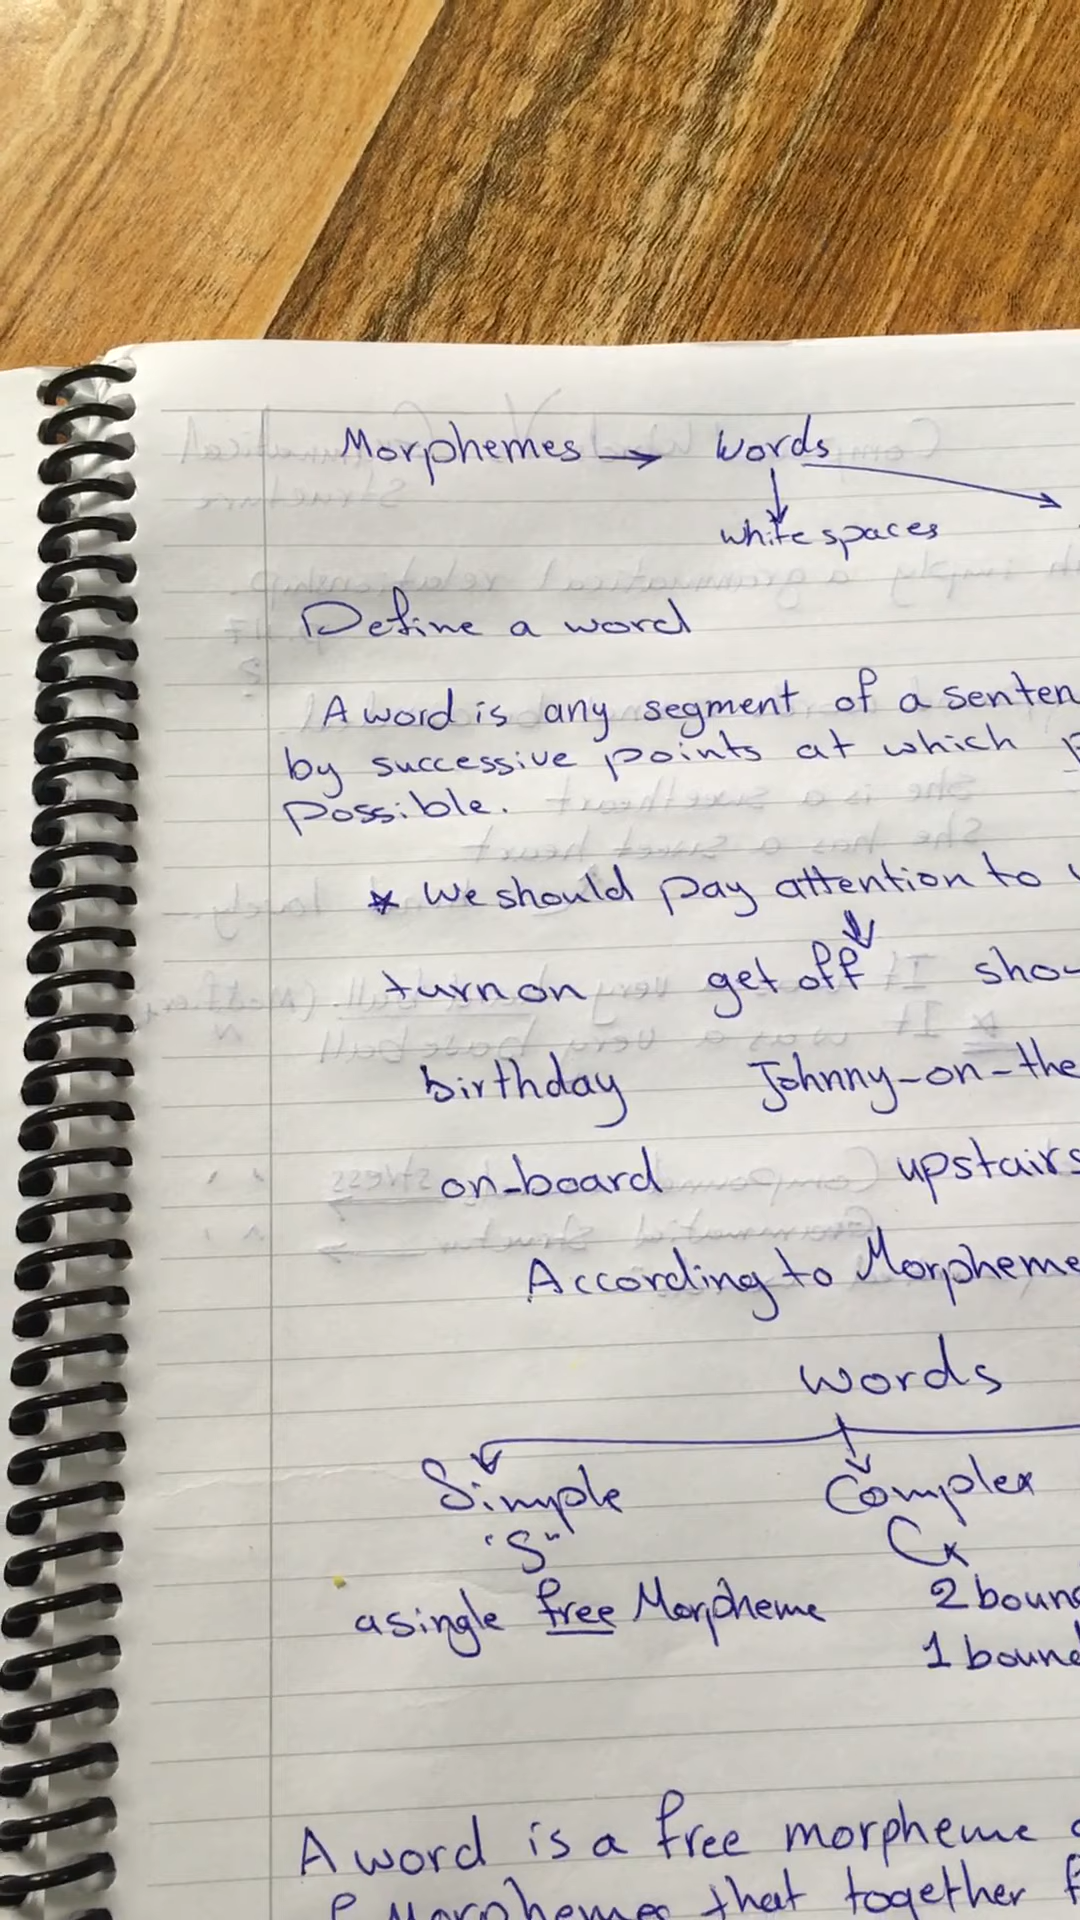 Morphemes → words
white spaces
Define a word
A word is any segment of a senten
by successive points at which
possible.
* We should pay attention to
turn on get off sho
birthday Johnny-on-the
on-board upstairs
According to Morpheme
words
Simple Complex
"S" Cx
a single free Morpheme 2 boun
1 bound
A word is a free morpheme
Morphemes that together f